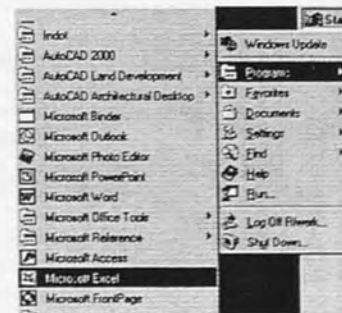 Indot
AutoCAD 2000
AutoCAD Land Development
AutoCAD Architectural Desktop
Microsoft Binder
Microsoft Outlook
Microsoft Photo Editor
Microsoft PowerPoint
Microsoft Word
Microsoft Office Tools
Microsoft Reference
Microsoft Access
Microsoft Excel
Microsoft FrontPage
Sta
Windows Update
Programs
Favorites
Documents
Settings
Find
Help
Run...
Shut Down...